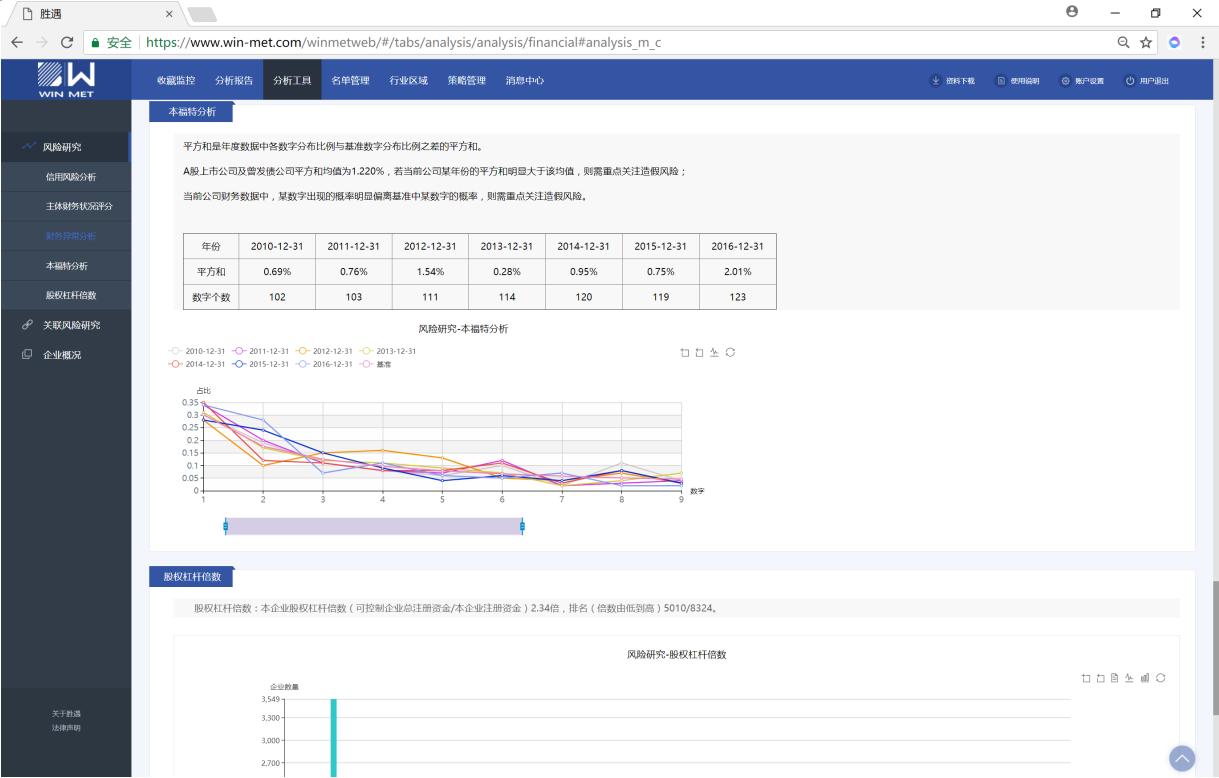 胜遇
安全
https://www.win-met.com/winmetweb/#/tabs/analysis/analysis/financial#analysis_m_c
WIN MET
收藏监控 分析报告 分析工具 名单管理 行业区域 策略管理 消息中心
资料下载 使用说明 账户设置 用户退出
风险研究
信用风险分析
主体财务状况评分
财务异常分析
本福特分析
股权杠杆倍数
关联风险研究
企业概况
关于胜遇
法律声明
本福特分析
平方和是年度数据中各数字分布比例与基准数字分布比例之差的平方和。
A股上市公司及曾发债公司平方和均值为1.220%，若当前公司某年份的平方和明显大于该均值，则需重点关注造假风险；
当前公司财务数据中，某数字出现的概率明显偏离基准中某数字的概率，则需重点关注造假风险。
年份 2010-12-31 2011-12-31 2012-12-31 2013-12-31 2014-12-31 2015-12-31 2016-12-31
平方和 0.69% 0.76% 1.54% 0.28% 0.95% 0.75% 2.01%
数字个数 102 103 111 114 120 119 123
风险研究-本福特分析
2010-12-31 2011-12-31 2012-12-31 2013-12-31
2014-12-31 2015-12-31 2016-12-31 基准
占比
0.35
0.3
0.25
0.2
0.15
0.1
0.05
0
1 2 3 4 5 6 7 8 9 数字
股权杠杆倍数
股权杠杆倍数：本企业股权杠杆倍数（可控制企业总注册资金/本企业注册资金）2.34倍，排名（倍数由低到高）5010/8324。
风险研究-股权杠杆倍数
企业数量
3,549
3,300
3,000
2,700